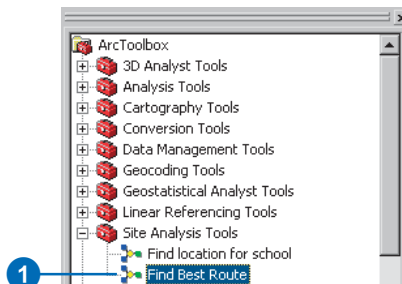 ArcToolbox
3D Analyst Tools
Analysis Tools
Cartography Tools
Conversion Tools
Data Management Tools
Geocoding Tools
Geostatistical Analyst Tools
Linear Referencing Tools
Site Analysis Tools
Find location for school
1 Find Best Route